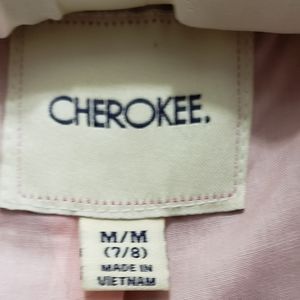 CHEROKEE.
M/M
(7/8)
MADE IN
VIETNAM